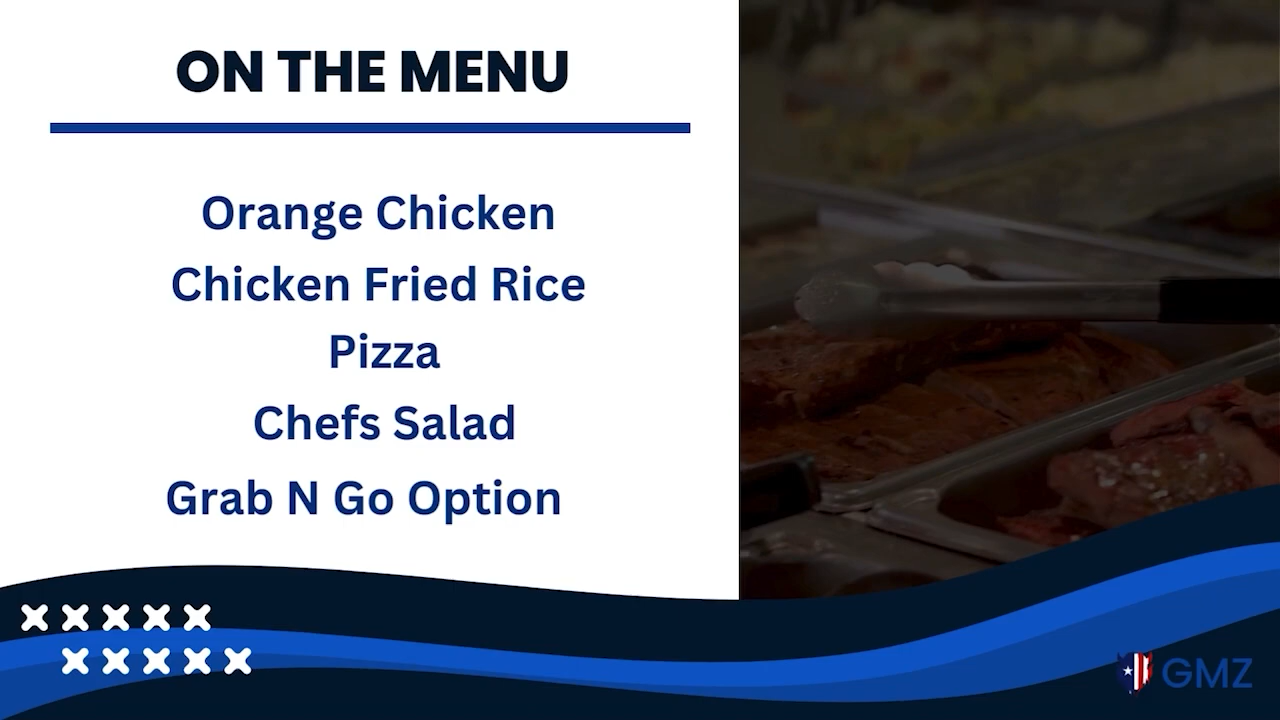 ON THE MENU
Orange Chicken
Chicken Fried Rice
Pizza
Chefs Salad
Grab N Go Option
GMZ